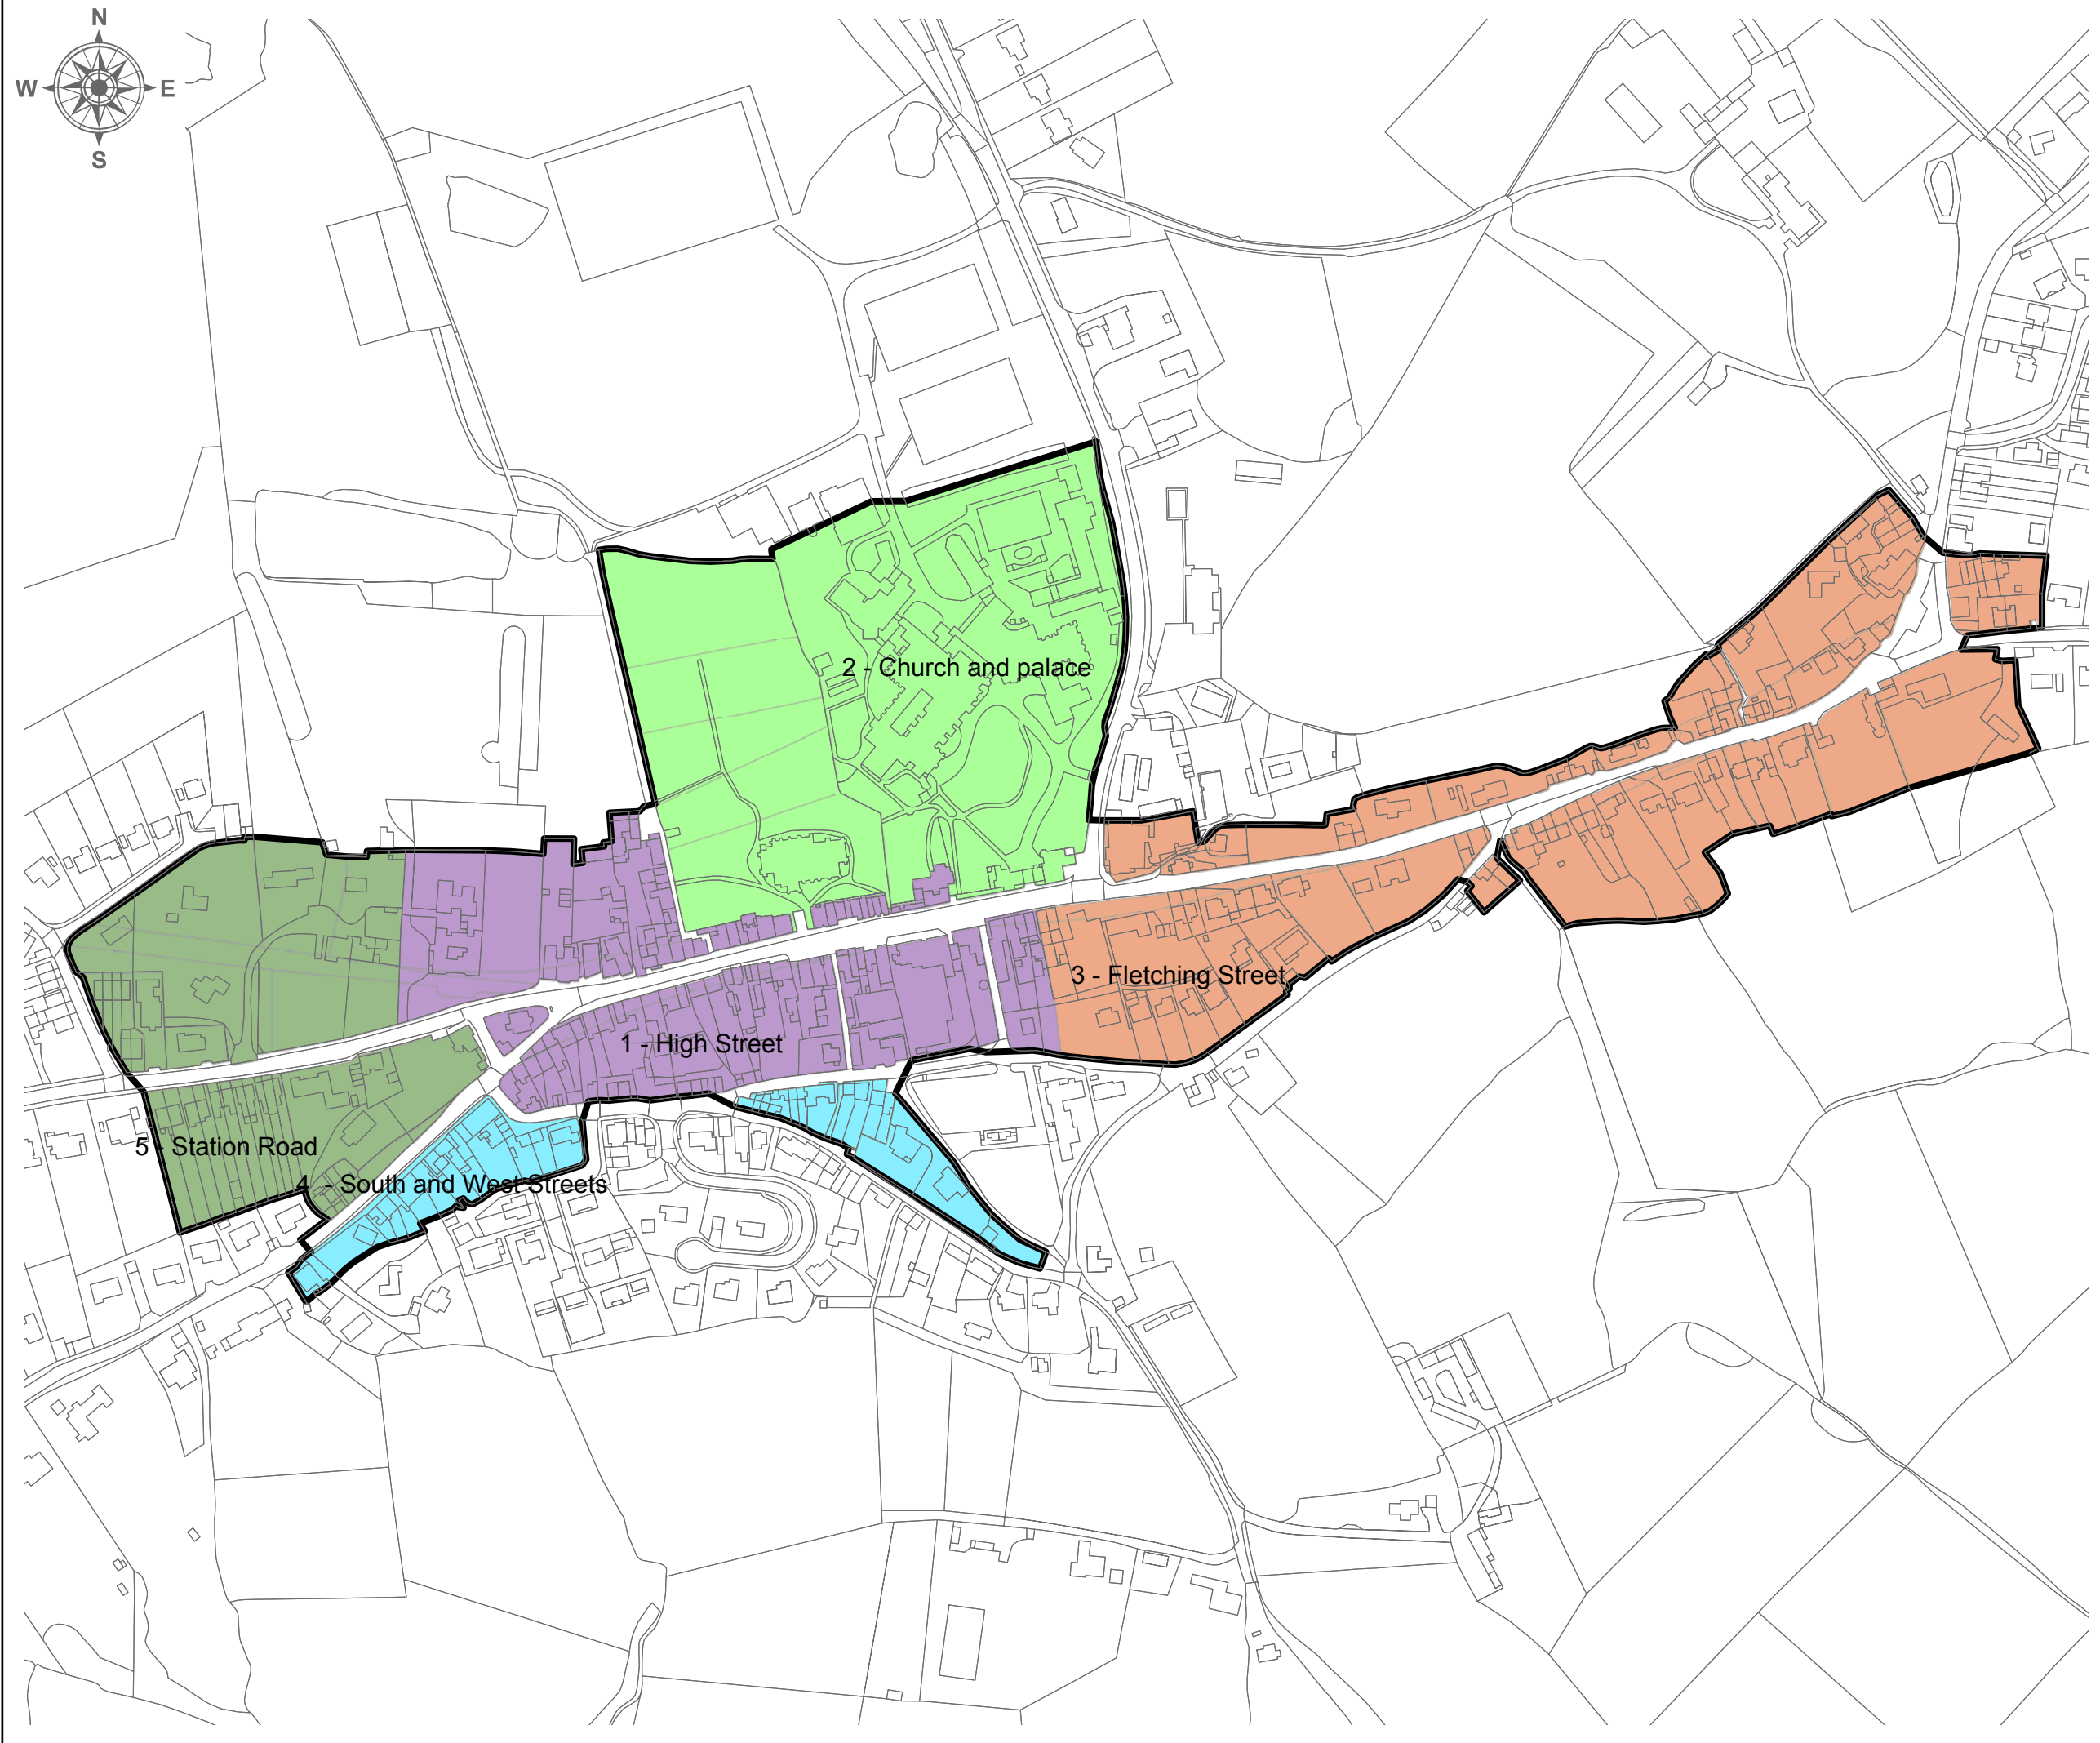 N
W E
S
2 - Church and palace
3 - Fletching Street
1 - High Street
5 - Station Road
4 - South and West Streets